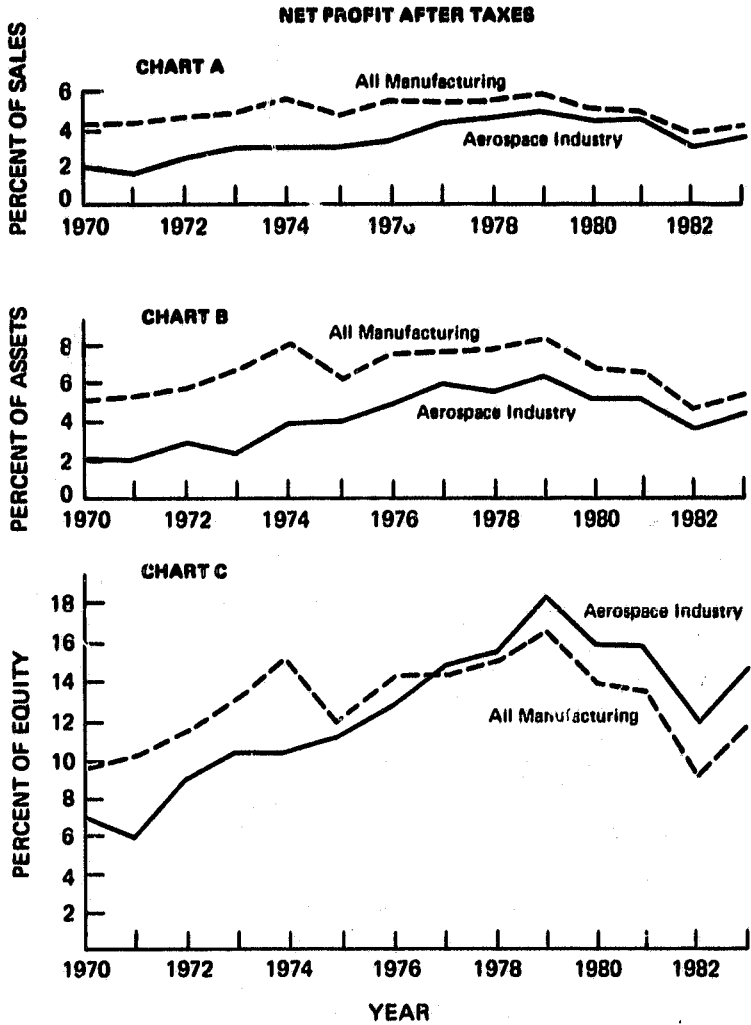 NET PROFIT AFTER TAXES
CHART A
PERCENT OF SALES
All Manufacturing
Aerospace Industry
6
4
2
0
1970 1972 1974 1976 1978 1980 1982
CHART B
PERCENT OF ASSETS
All Manufacturing
Aerospace Industry
8
6
4
2
0
1970 1972 1974 1976 1978 1980 1982
CHART C
PERCENT OF EQUITY
Aerospace Industry
All Manufacturing
18
16
14
12
10
8
6
4
2
1970 1972 1974 1976 1978 1980 1982
YEAR